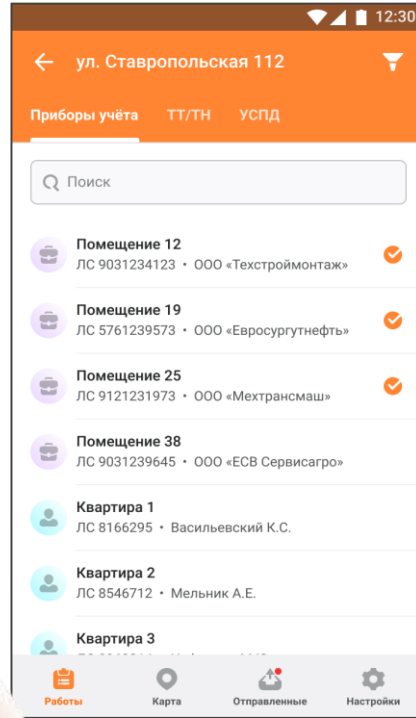 12:30
ул. Ставропольская 112
Приборы учёта ТТ/ТН УСПД
Поиск
Помещение 12
ЛС 9031234123 • ООО «Техстроймонтаж»
Помещение 19
ЛС 5761239573 • ООО «Евросургутнефть»
Помещение 25
ЛС 9121231973 • ООО «Мехтрансмаш»
Помещение 38
ЛС 9031239645 • ООО «ЕСВ Сервисагро»
Квартира 1
ЛС 8166295 • Васильевский К.С.
Квартира 2
ЛС 8546712 • Мельник А.Е.
Квартира 3
Работы Карта Отправленные Настройки